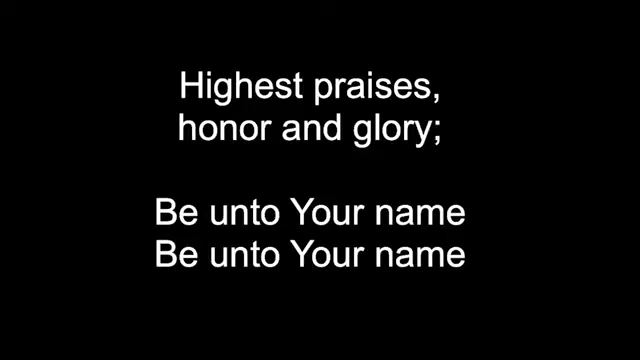 Highest praises,
honor and glory;
Be unto Your name
Be unto Your name